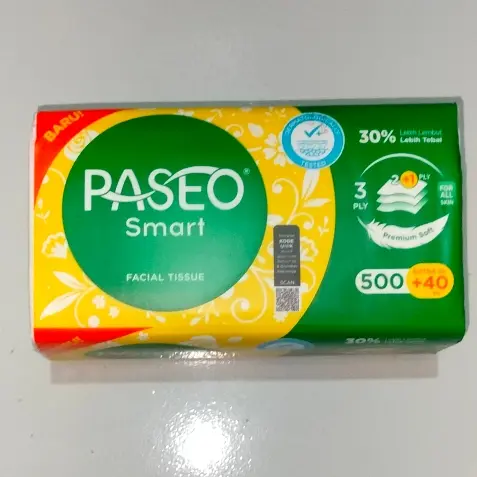 BARU!
PASEO®
Smart
FACIAL TISSUE
DERMATOLOGICALLY
TESTED
30% Lebih Lembut
Lebih Tebal
3
PLY
2+1 PLY
FOR
ALL
SKIN
Premium Soft
500
+40
SCAN
30%